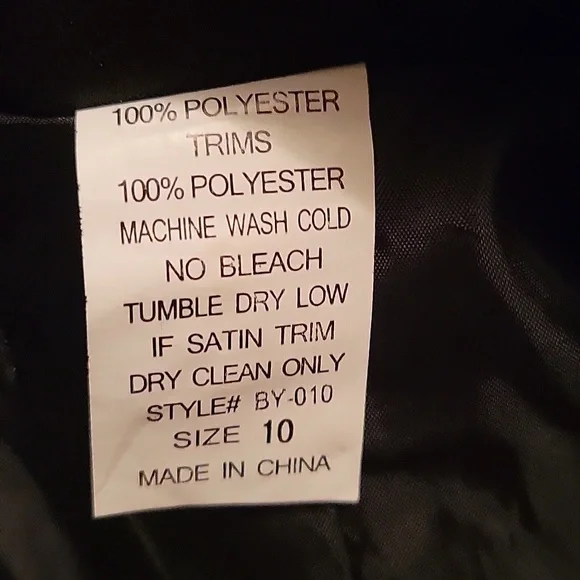 100% POLYESTER
TRIMS
100% POLYESTER
MACHINE WASH COLD
NO BLEACH
TUMBLE DRY LOW
IF SATIN TRIM
DRY CLEAN ONLY
STYLE# BY-010
SIZE 10
MADE IN CHINA